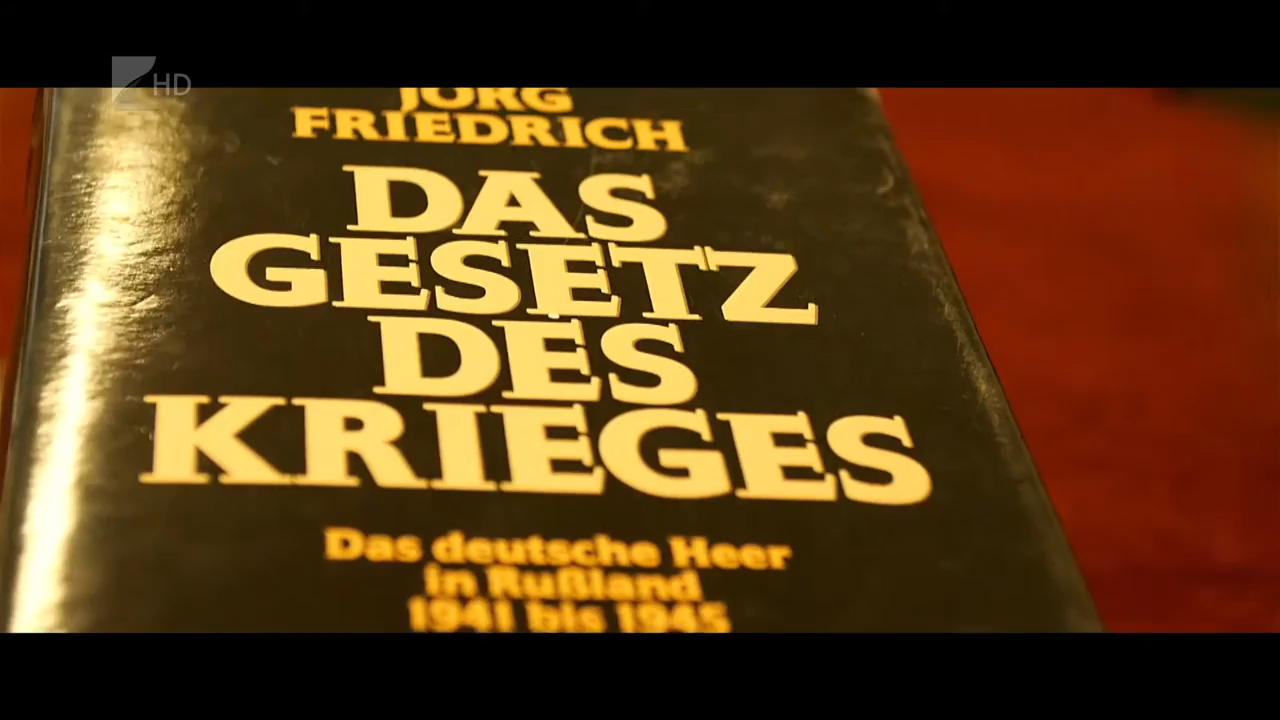 HD
JÖRG
FRIEDRICH
DAS
GESETZ
DES
KRIEGES
Das deutsche Heer
in Rußland
1941 bis 1945